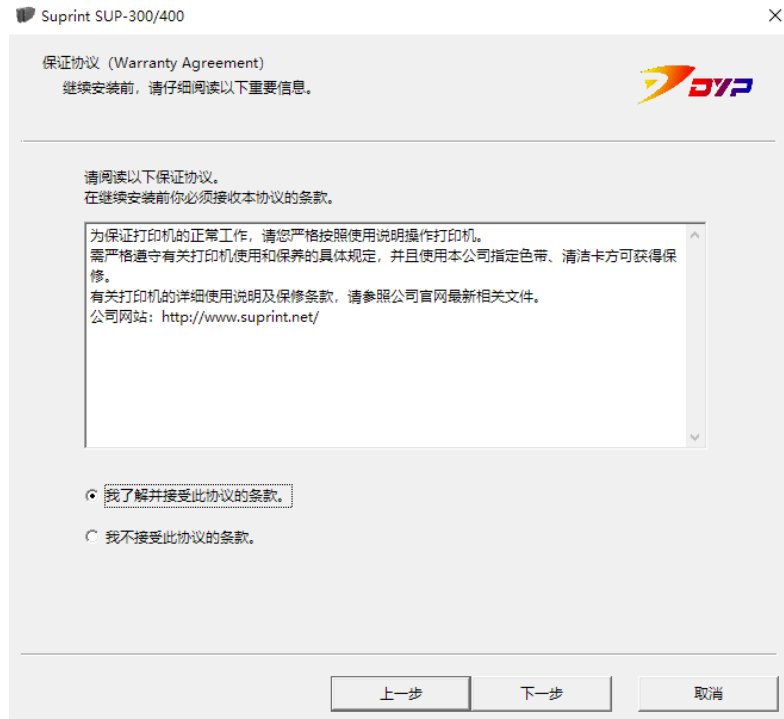 Suprint SUP-300/400
保证协议（Warranty Agreement）
继续安装前，请仔细阅读以下重要信息。
DYP
请阅读以下保证协议。
在继续安装前你必须接收本协议的条款。
为保证打印机的正常工作，请您严格按照使用说明操作打印机。
需严格遵守有关打印机使用和保养的具体规定，并且使用本公司指定色带、清洁卡方可获得保
修。
有关打印机的详细使用说明及保修条款，请参照公司官网最新相关文件。
公司网站：http://www.suprint.net/
我了解并接受此协议的条款。
我不接受此协议的条款。
上一步
下一步
取消